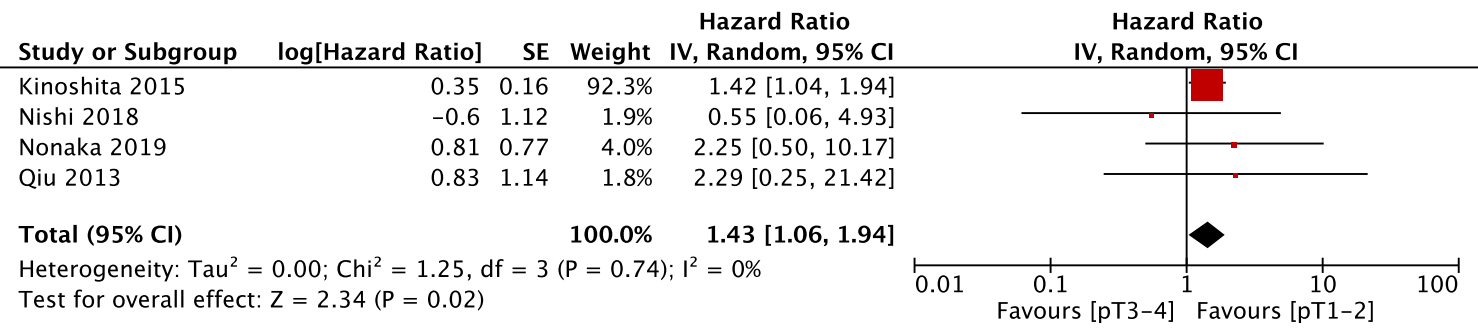 Hazard Ratio Hazard Ratio
Study or Subgroup log[Hazard Ratio] SE Weight IV, Random, 95% CI IV, Random, 95% CI
Kinoshita 2015 0.35 0.16 92.3% 1.42 [1.04, 1.94]
Nishi 2018 −0.6 1.12 1.9% 0.55 [0.06, 4.93]
Nonaka 2019 0.81 0.77 4.0% 2.25 [0.50, 10.17]
Qiu 2013 0.83 1.14 1.8% 2.29 [0.25, 21.42]
Total (95% CI) 100.0% 1.43 [1.06, 1.94]
Heterogeneity: Tau² = 0.00; Chi² = 1.25, df = 3 (P = 0.74); I² = 0%
Test for overall effect: Z = 2.34 (P = 0.02)
0.01 0.1 1 10 100
Favours [pT3−4] Favours [pT1−2]